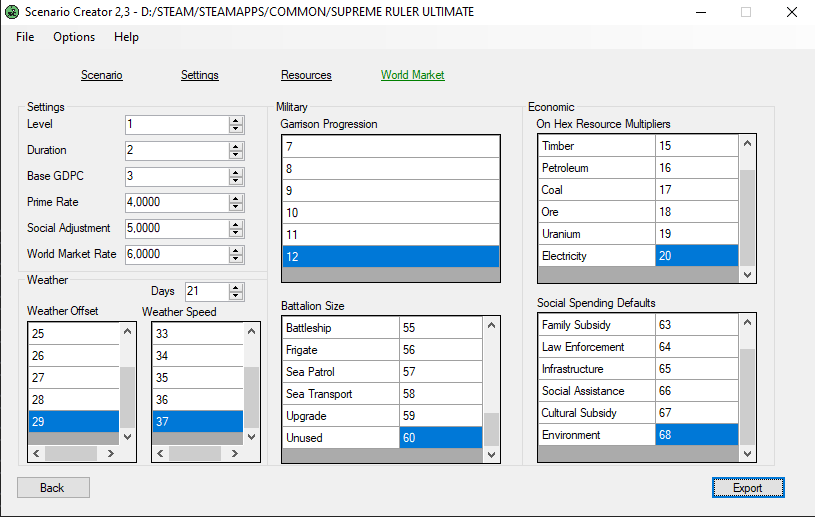 Scenario Creator 2,3 - D:/STEAM/STEAMAPPS/COMMON/SUPREME RULER ULTIMATE
File Options Help
Scenario Settings Resources World Market
Settings
Level 1
Duration 2
Base GDPC 3
Prime Rate 4,0000
Social Adjustment 5,0000
World Market Rate 6,0000
Weather
Days 21
Weather Offset
25
26
27
28
29
Weather Speed
33
34
35
36
37
Military
Garrison Progression
7
8
9
10
11
12
Battalion Size
Battleship 55
Frigate 56
Sea Patrol 57
Sea Transport 58
Upgrade 59
Unused 60
Economic
On Hex Resource Multipliers
Timber 15
Petroleum 16
Coal 17
Ore 18
Uranium 19
Electricity 20
Social Spending Defaults
Family Subsidy 63
Law Enforcement 64
Infrastructure 65
Social Assistance 66
Cultural Subsidy 67
Environment 68
Back
Export